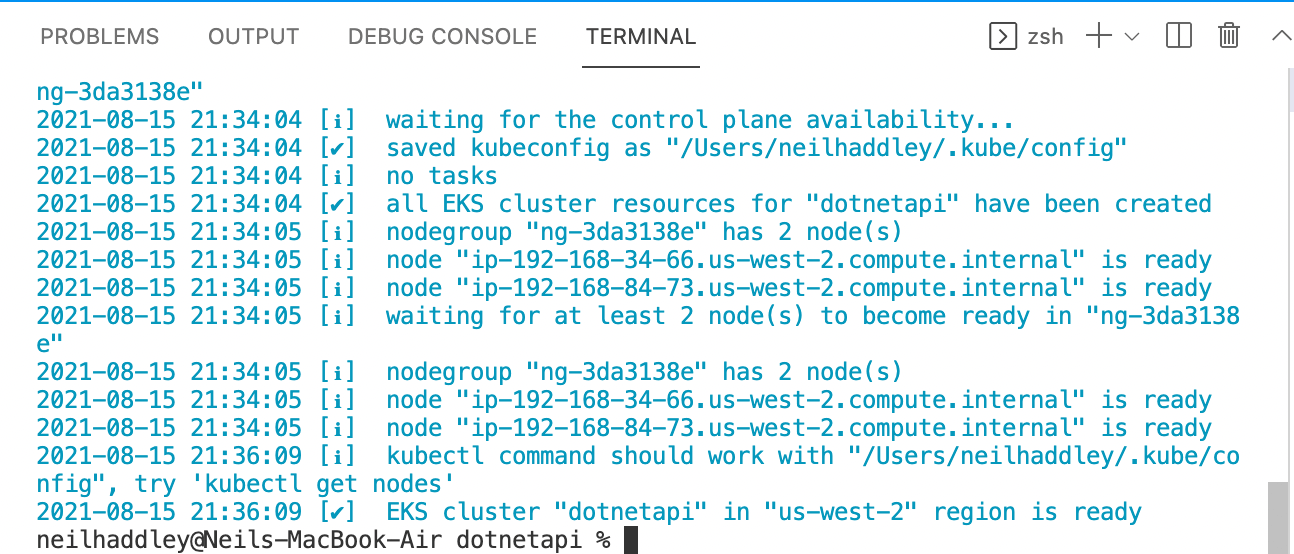 PROBLEMS OUTPUT DEBUG CONSOLE TERMINAL zsh
ng-3da3138e"
2021-08-15 21:34:04 [ℹ]  waiting for the control plane availability...
2021-08-15 21:34:04 [✔]  saved kubeconfig as "/Users/neilhaddley/.kube/config"
2021-08-15 21:34:04 [ℹ]  no tasks
2021-08-15 21:34:04 [✔]  all EKS cluster resources for "dotnetapi" have been created
2021-08-15 21:34:05 [ℹ]  nodegroup "ng-3da3138e" has 2 node(s)
2021-08-15 21:34:05 [ℹ]  node "ip-192-168-34-66.us-west-2.compute.internal" is ready
2021-08-15 21:34:05 [ℹ]  node "ip-192-168-84-73.us-west-2.compute.internal" is ready
2021-08-15 21:34:05 [ℹ]  waiting for at least 2 node(s) to become ready in "ng-3da3138
e"
2021-08-15 21:34:05 [ℹ]  nodegroup "ng-3da3138e" has 2 node(s)
2021-08-15 21:34:05 [ℹ]  node "ip-192-168-34-66.us-west-2.compute.internal" is ready
2021-08-15 21:34:05 [ℹ]  node "ip-192-168-84-73.us-west-2.compute.internal" is ready
2021-08-15 21:36:09 [ℹ]  kubectl command should work with "/Users/neilhaddley/.kube/co
nfig", try 'kubectl get nodes'
2021-08-15 21:36:09 [✔]  EKS cluster "dotnetapi" in "us-west-2" region is ready
neilhaddley@Neils-MacBook-Air dotnetapi %